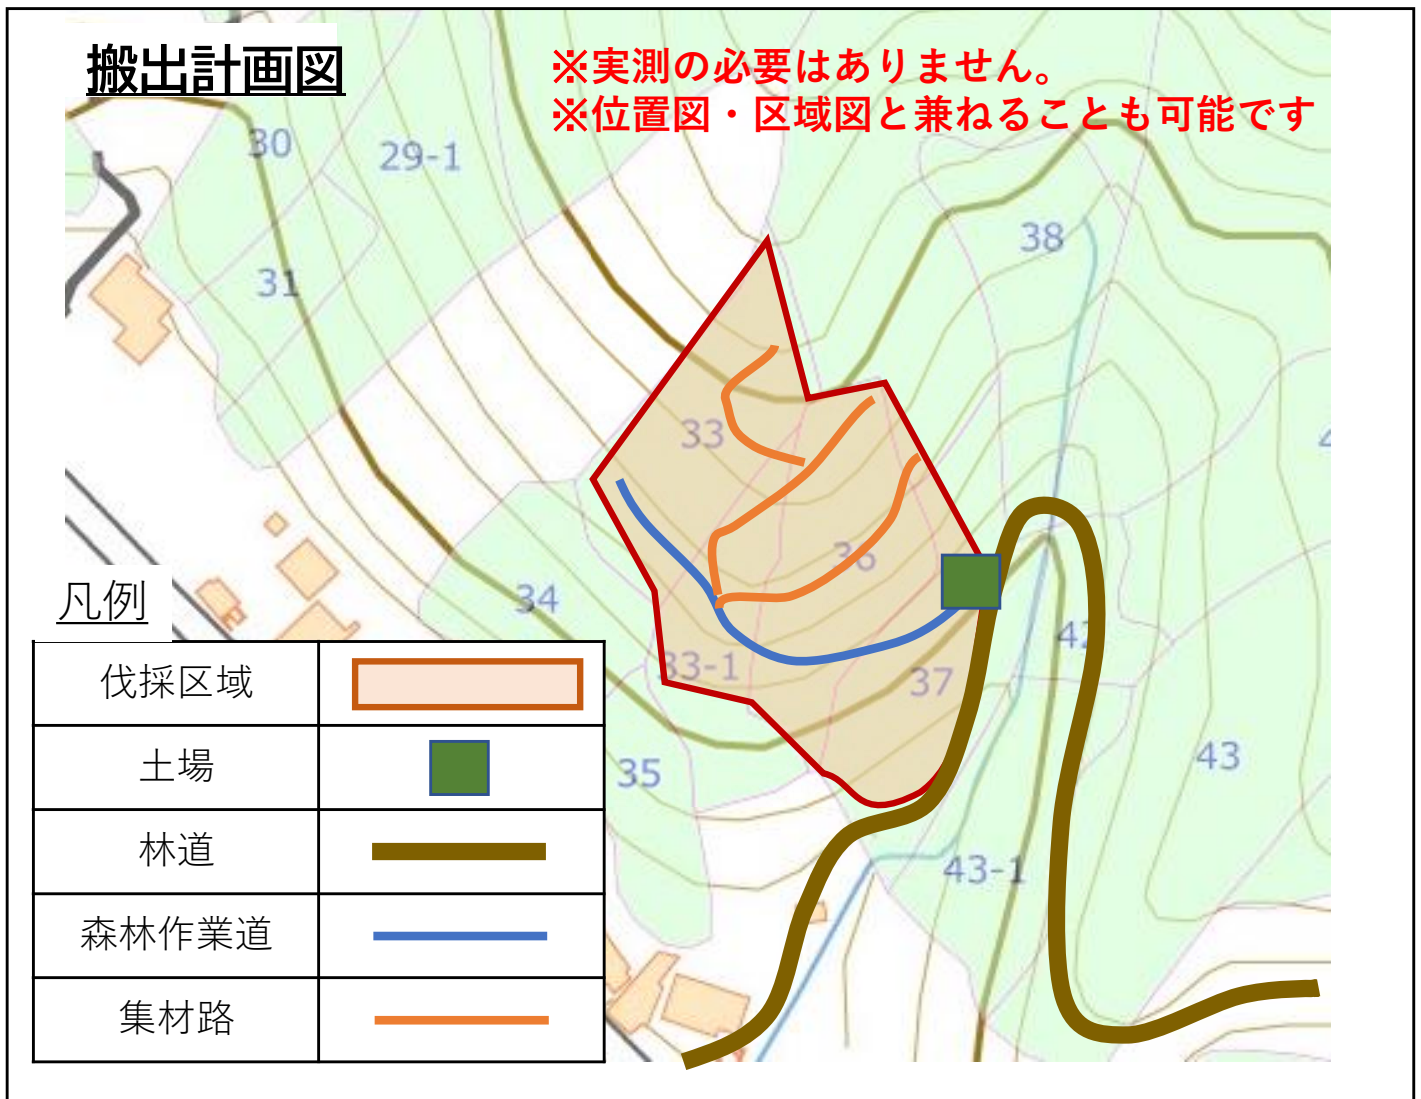 搬出計画図
※実測の必要はありません。
※位置図・区域図と兼ねることも可能です
30
29-1
38
31
33
36
34
42
33-1
37
43
35
43-1
凡例
伐採区域
土場
林道
森林作業道
集材路